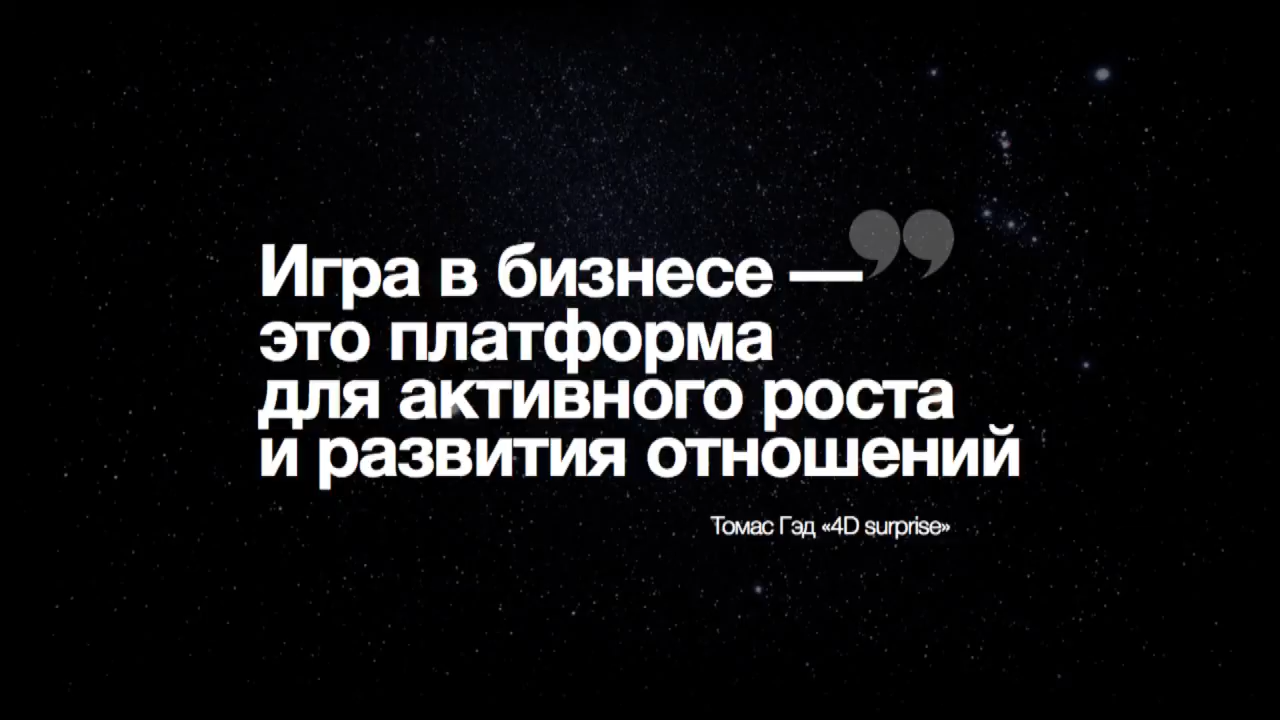 Игра в бизнесе —
это платформа
для активного роста
и развития отношений
Томас Гэд «4D surprise»